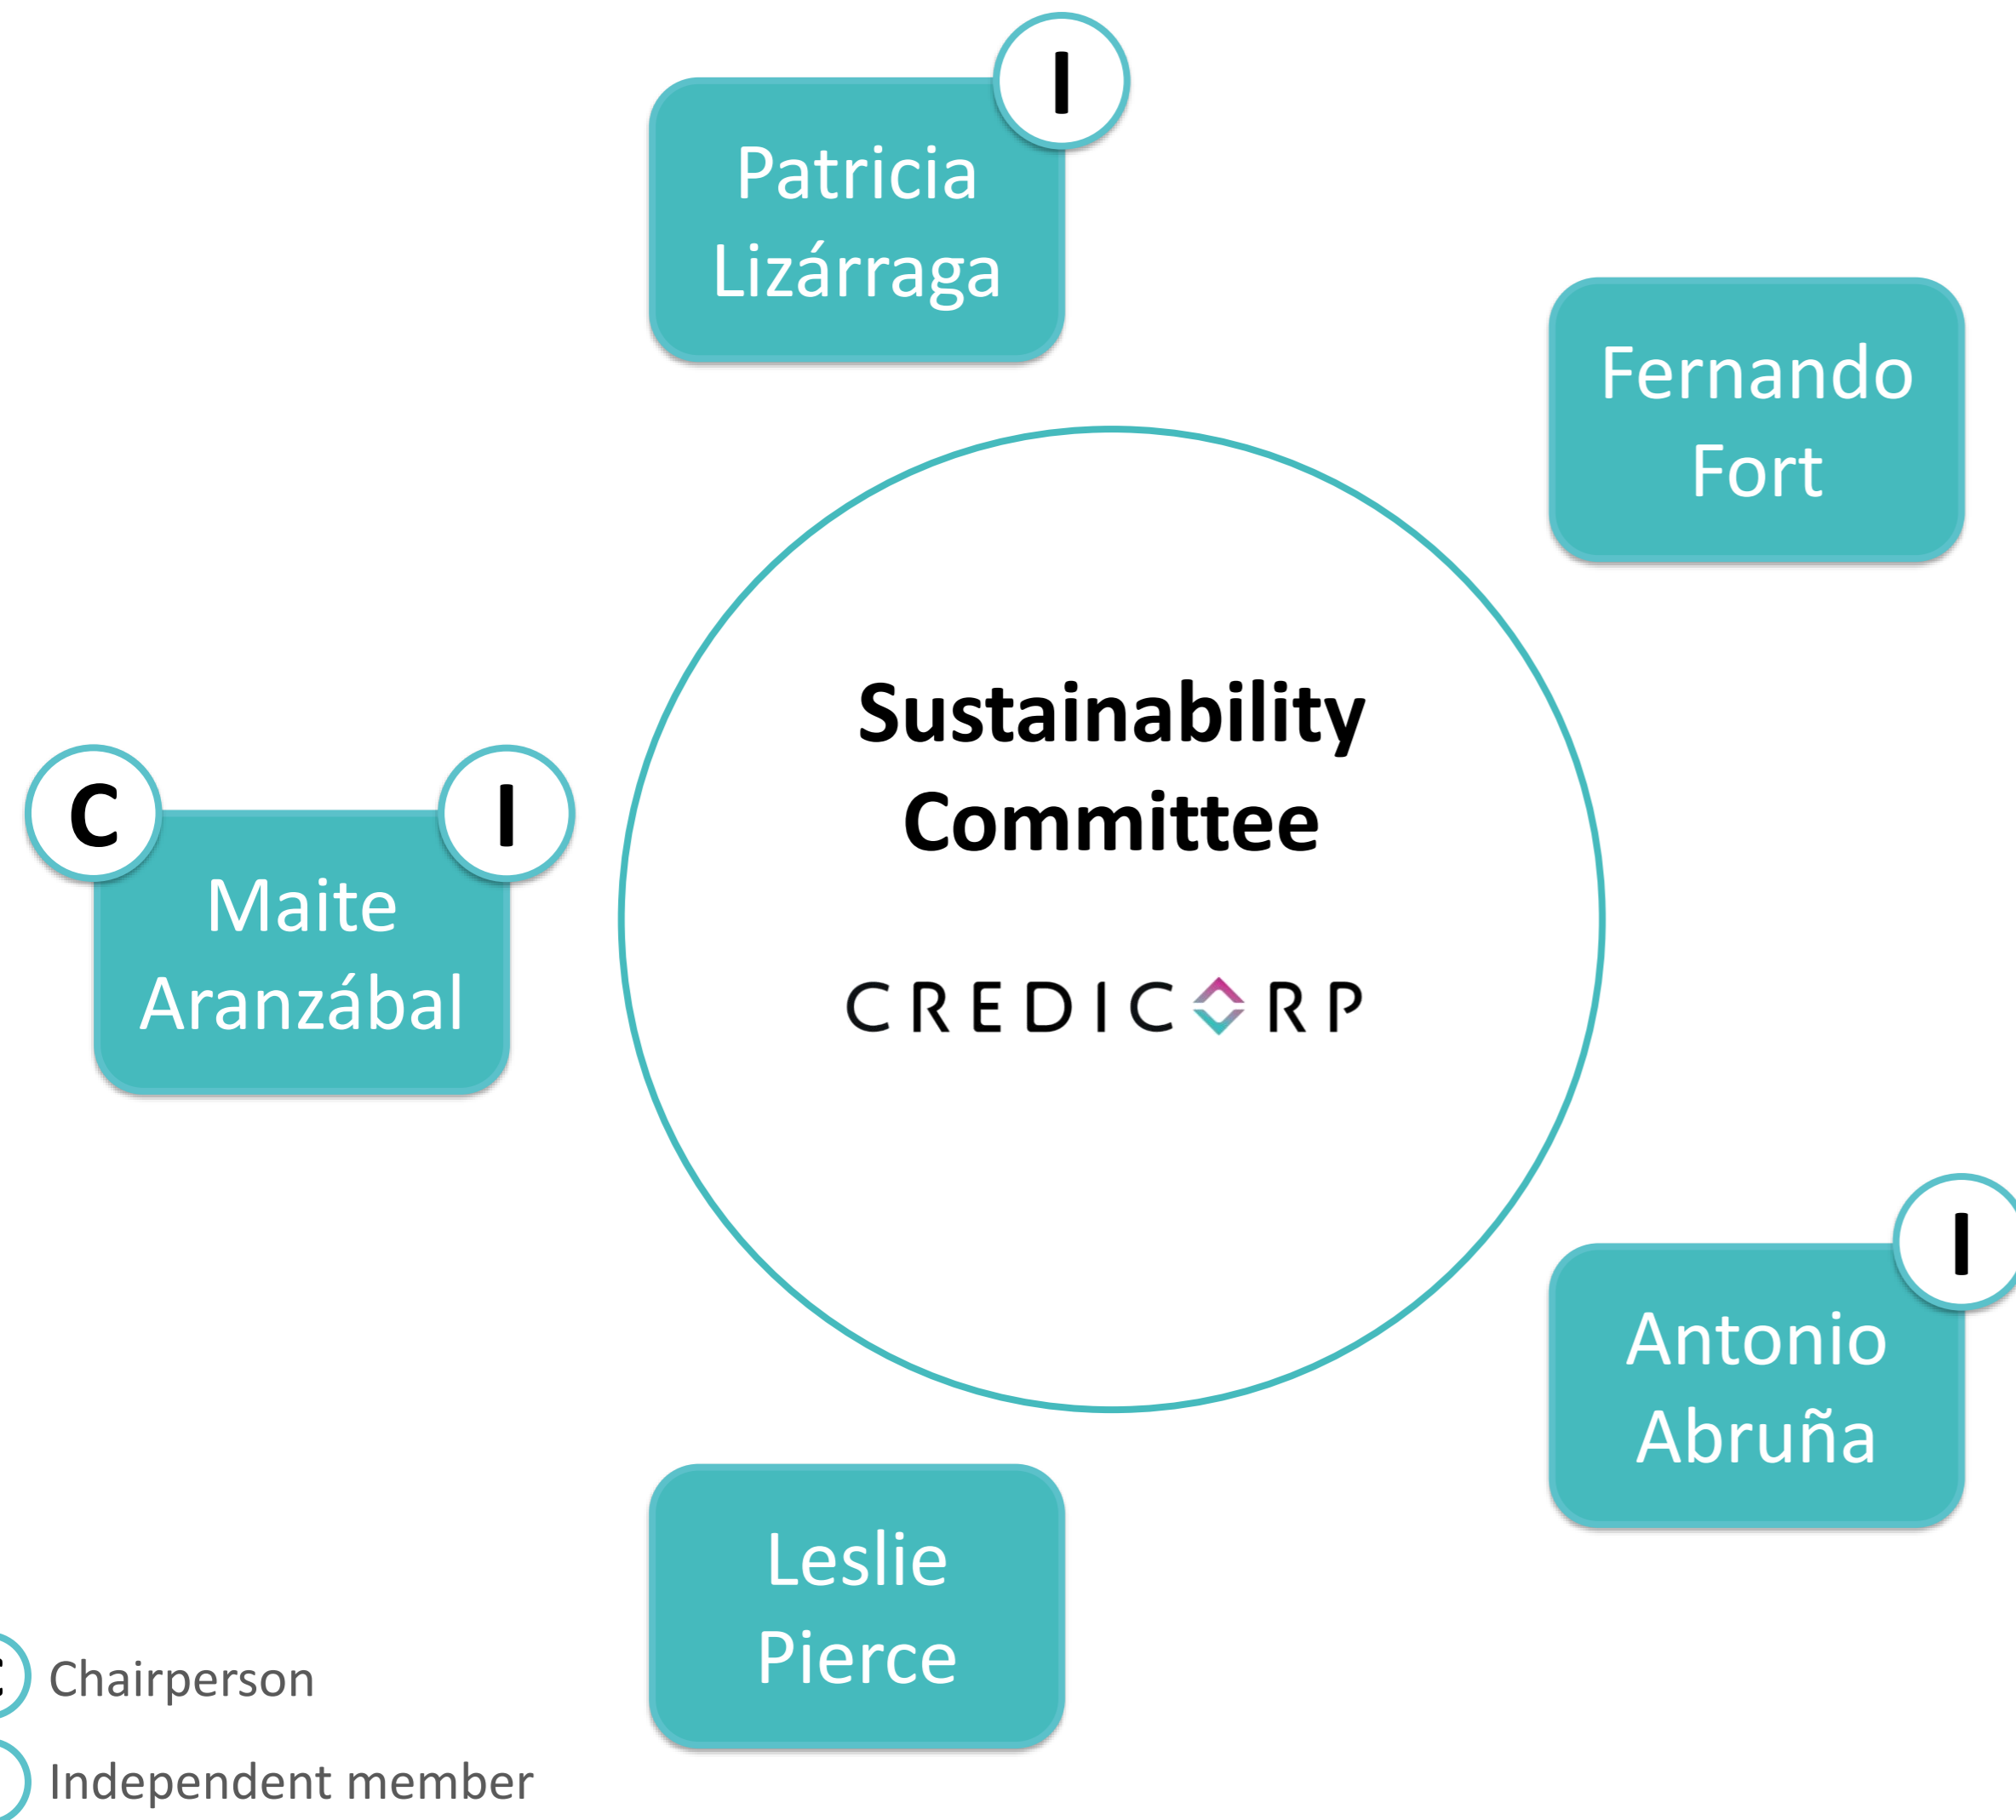 I
Patricia
Lizárraga
Fernando
Fort
Sustainability
Committee
CREDICORP
C
I
Maite
Aranzábal
I
Antonio
Abruña
Leslie
Pierce
Chairperson
Independent member